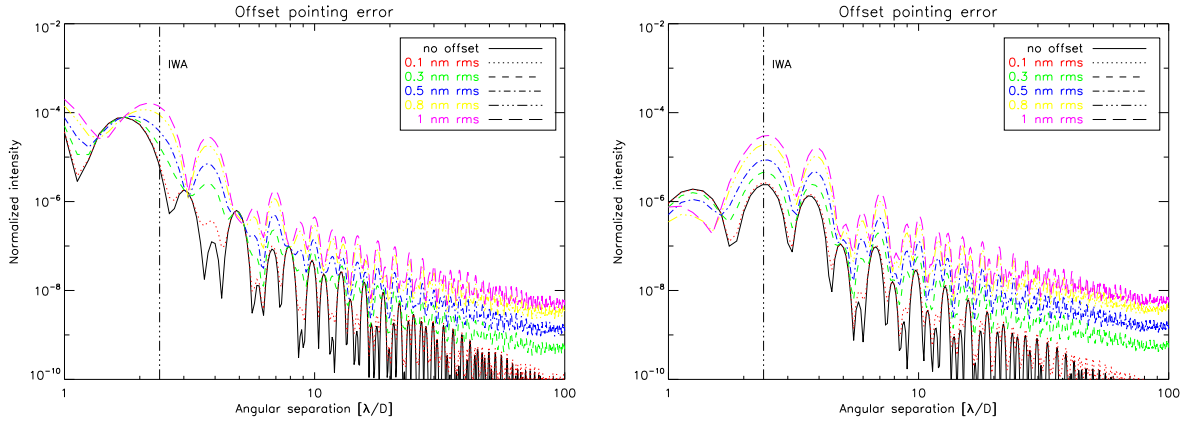 Offset pointing error
10⁻²
10⁻⁴
10⁻⁶
10⁻⁸
10⁻¹⁰
Normalized intensity
IWA
no offset
0.1 nm rms
0.3 nm rms
0.5 nm rms
0.8 nm rms
1 nm rms
1
10
100
Angular separation [λ/D]
Offset pointing error
10⁻²
10⁻⁴
10⁻⁶
10⁻⁸
10⁻¹⁰
Normalized intensity
IWA
no offset
0.1 nm rms
0.3 nm rms
0.5 nm rms
0.8 nm rms
1 nm rms
1
10
100
Angular separation [λ/D]